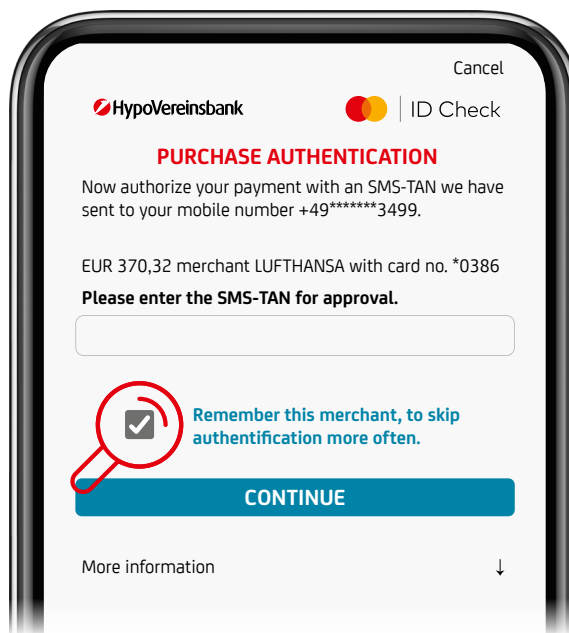 Cancel
HypoVereinsbank
ID Check
PURCHASE AUTHENTICATION
Now authorize your payment with an SMS-TAN we have
sent to your mobile number +49*******3499.
EUR 370,32 merchant LUFTHANSA with card no. *0386
Please enter the SMS-TAN for approval.
Remember this merchant, to skip
authentification more often.
CONTINUE
More information ↓